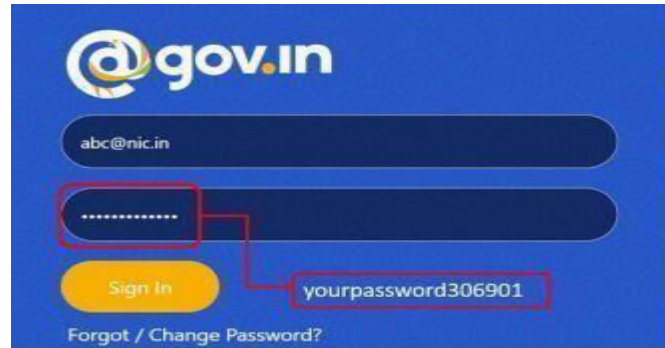 @gov.in
abc@nic.in
•••••••••••••
Sign In
yourpassword306901
Forgot / Change Password?